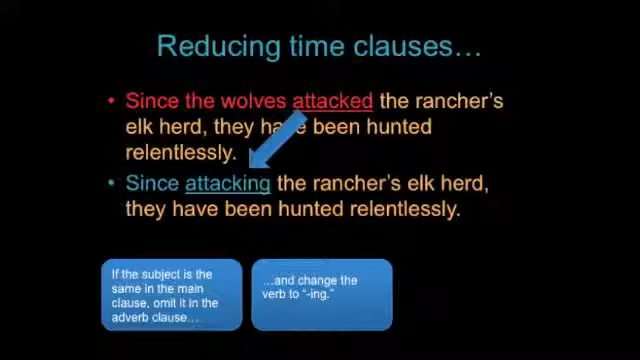 Reducing time clauses…
• Since the wolves attacked the rancher's
elk herd, they have been hunted
relentlessly.
• Since attacking the rancher's elk herd,
they have been hunted relentlessly.
If the subject is the
same in the main
clause, omit it in the
adverb clause…
…and change the
verb to "-ing."